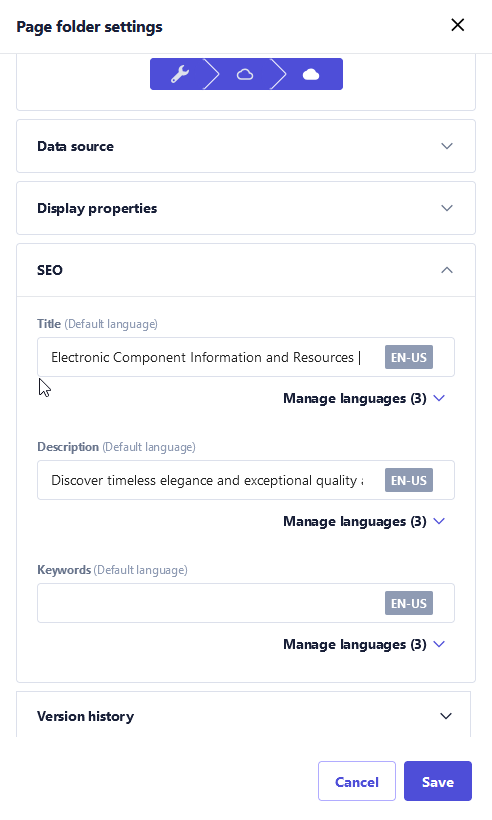 Page folder settings
Data source
Display properties
SEO
Title (Default language)
Electronic Component Information and Resources | EN-US
Manage languages (3)
Description (Default language)
Discover timeless elegance and exceptional quality EN-US
Manage languages (3)
Keywords (Default language)
EN-US
Manage languages (3)
Version history
Cancel Save